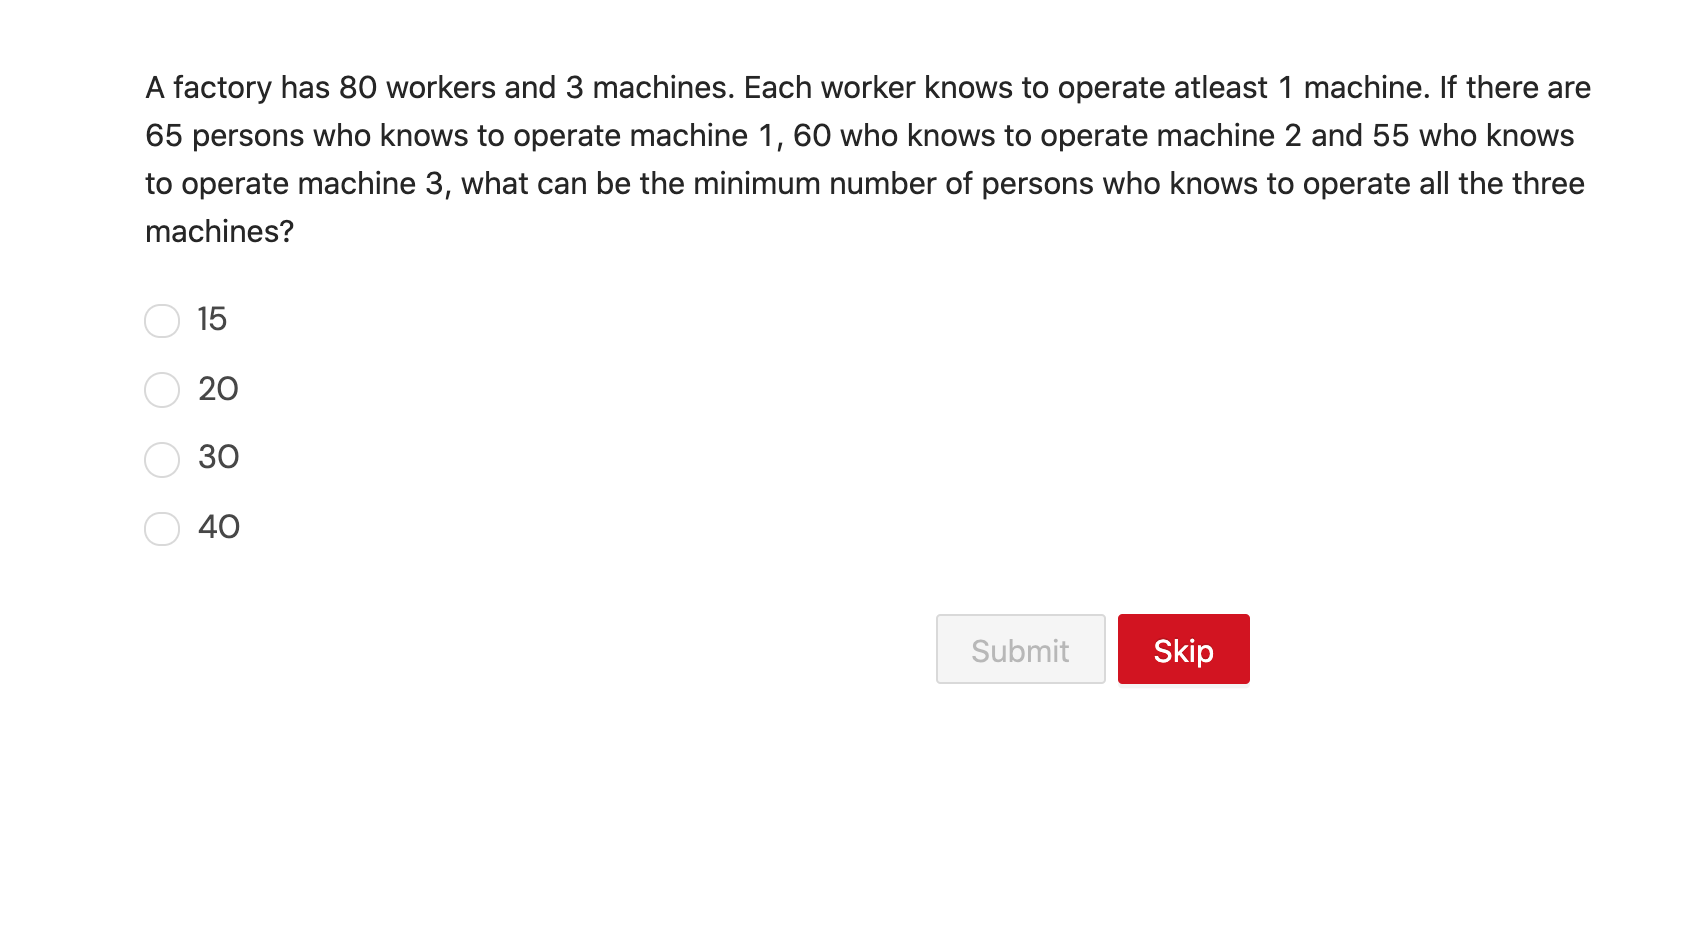 A factory has 80 workers and 3 machines. Each worker knows to operate atleast 1 machine. If there are
65 persons who knows to operate machine 1, 60 who knows to operate machine 2 and 55 who knows
to operate machine 3, what can be the minimum number of persons who knows to operate all the three
machines?
15
20
30
40
Submit Skip